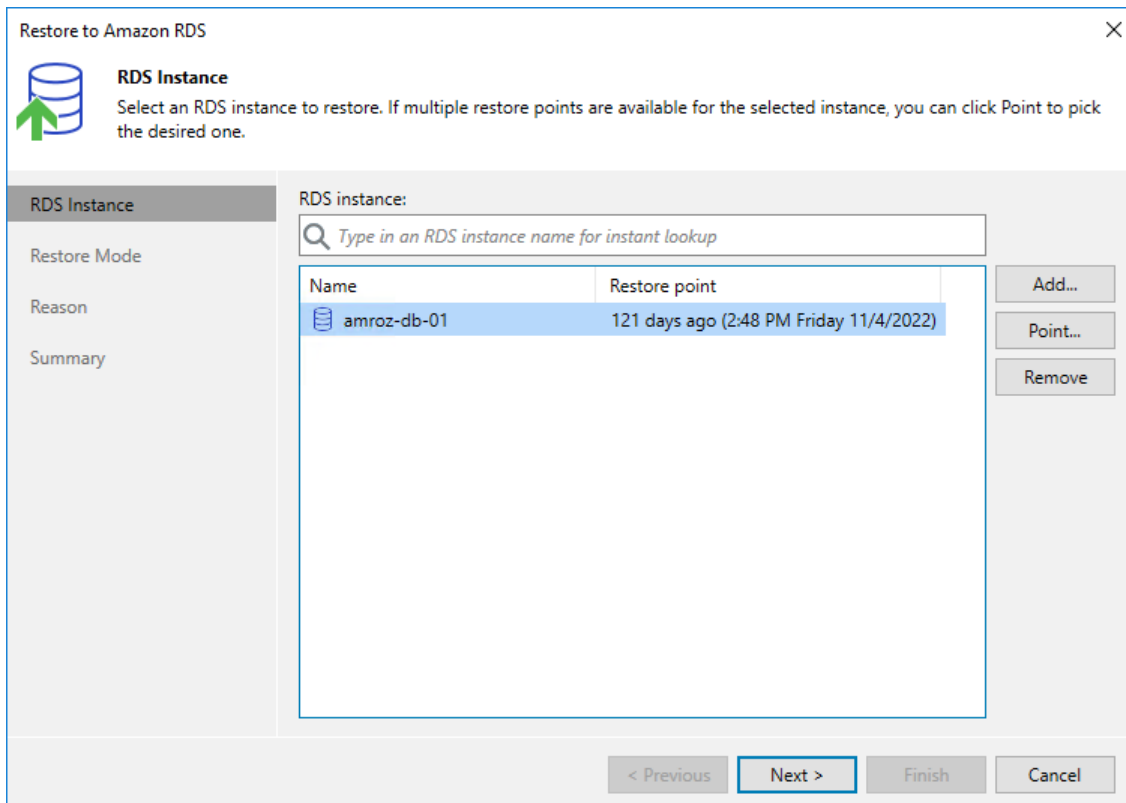 Restore to Amazon RDS
RDS Instance
Select an RDS instance to restore. If multiple restore points are available for the selected instance, you can click Point to pick
the desired one.
RDS Instance
Restore Mode
Reason
Summary
RDS instance:
Type in an RDS instance name for instant lookup
Name Restore point
amroz-db-01 121 days ago (2:48 PM Friday 11/4/2022)
Add...
Point...
Remove
< Previous Next > Finish Cancel